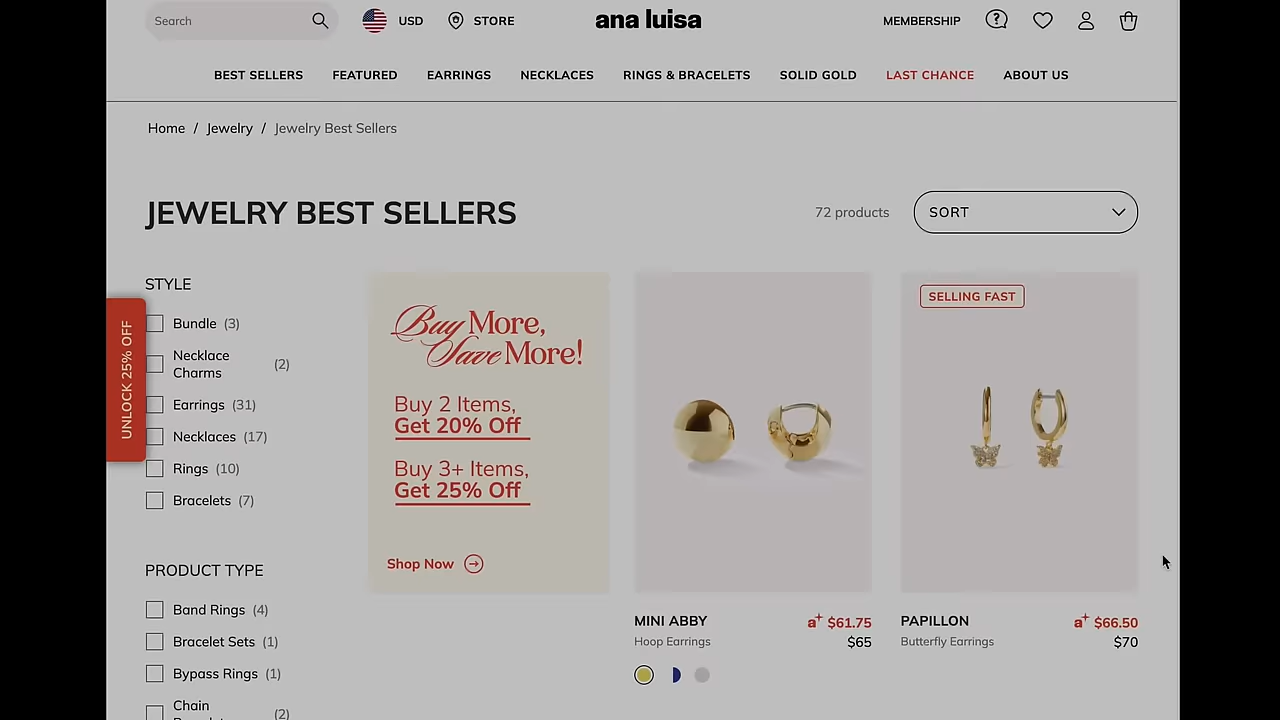 Search
USD
STORE
ana luisa
MEMBERSHIP
BEST SELLERS
FEATURED
EARRINGS
NECKLACES
RINGS & BRACELETS
SOLID GOLD
LAST CHANCE
ABOUT US
Home / Jewelry / Jewelry Best Sellers
JEWELRY BEST SELLERS
72 products
SORT
UNLOCK 25% OFF
STYLE
Bundle (3)
Necklace
Charms (2)
Earrings (31)
Necklaces (17)
Rings (10)
Bracelets (7)
PRODUCT TYPE
Band Rings (4)
Bracelet Sets (1)
Bypass Rings (1)
Chain
(2)
Buy More,
Save More!
Buy 2 Items,
Get 20% Off
Buy 3+ Items,
Get 25% Off
Shop Now
MINI ABBY
a+ $61.75
Hoop Earrings
$65
SELLING FAST
PAPILLON
a+ $66.50
Butterfly Earrings
$70